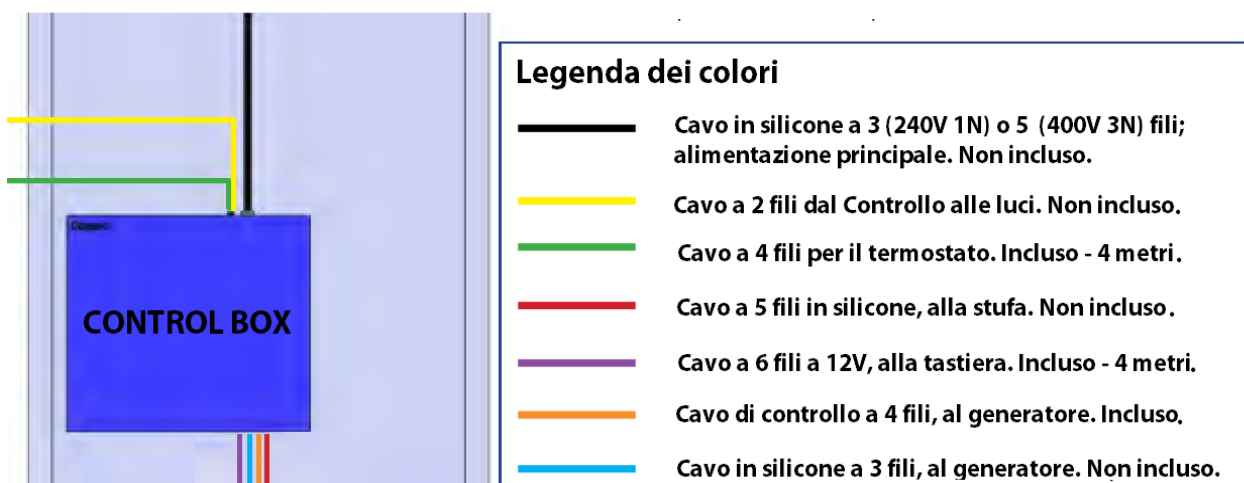 Legenda dei colori
Cavo in silicone a 3 (240V 1N) o 5 (400V 3N) fili;
alimentazione principale. Non incluso.
Cavo a 2 fili dal Controllo alle luci. Non incluso.
Cavo a 4 fili per il termostato. Incluso - 4 metri.
CONTROL BOX
Cavo a 5 fili in silicone, alla stufa. Non incluso.
Cavo a 6 fili a 12V, alla tastiera. Incluso - 4 metri.
Cavo di controllo a 4 fili, al generatore. Incluso.
Cavo in silicone a 3 fili, al generatore. Non incluso.